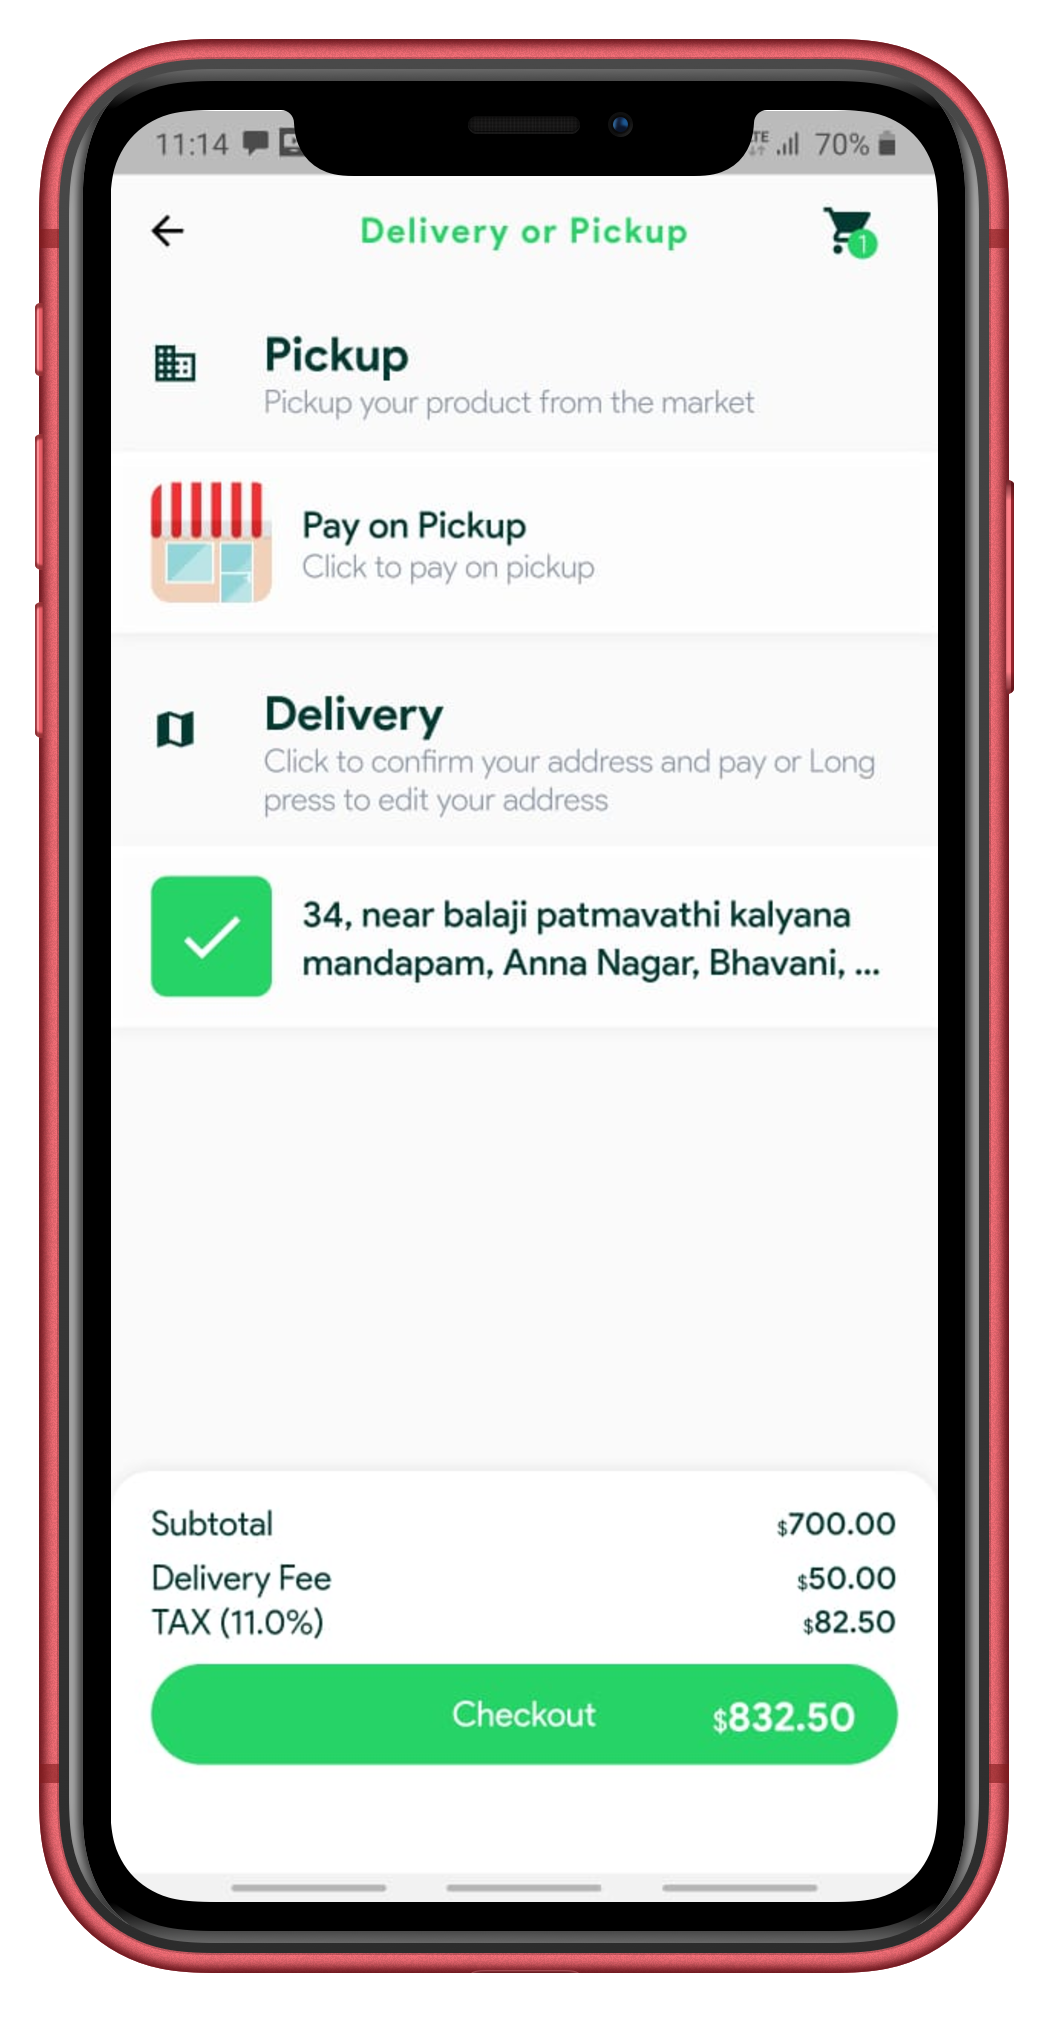 11:14 70%
Delivery or Pickup
1
Pickup
Pickup your product from the market
Pay on Pickup
Click to pay on pickup
Delivery
Click to confirm your address and pay or Long
press to edit your address
34, near balaji patmavathi kalyana
mandapam, Anna Nagar, Bhavani, ...
Subtotal $700.00
Delivery Fee $50.00
TAX (11.0%) $82.50
Checkout $832.50